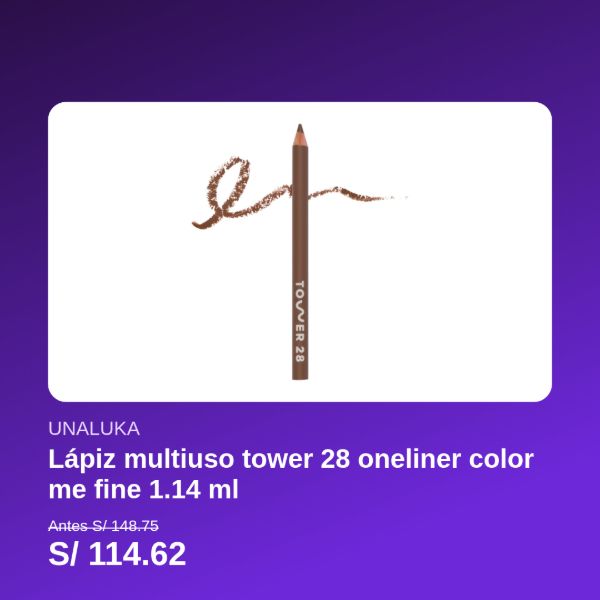 TOWER 28
UNALUKA
Lápiz multiuso tower 28 oneliner color
me fine 1.14 ml
Antes S/ 148.75
S/ 114.62